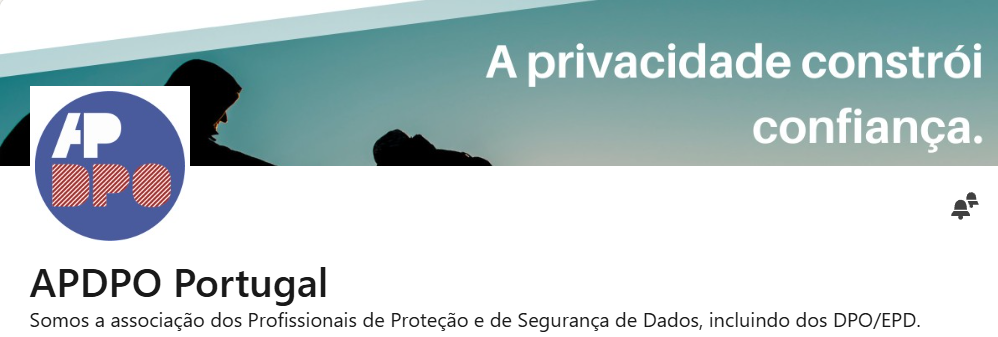 A privacidade constrói
confiança.
AP
DPO
APDPO Portugal
Somos a associação dos Profissionais de Proteção e de Segurança de Dados, incluindo dos DPO/EPD.